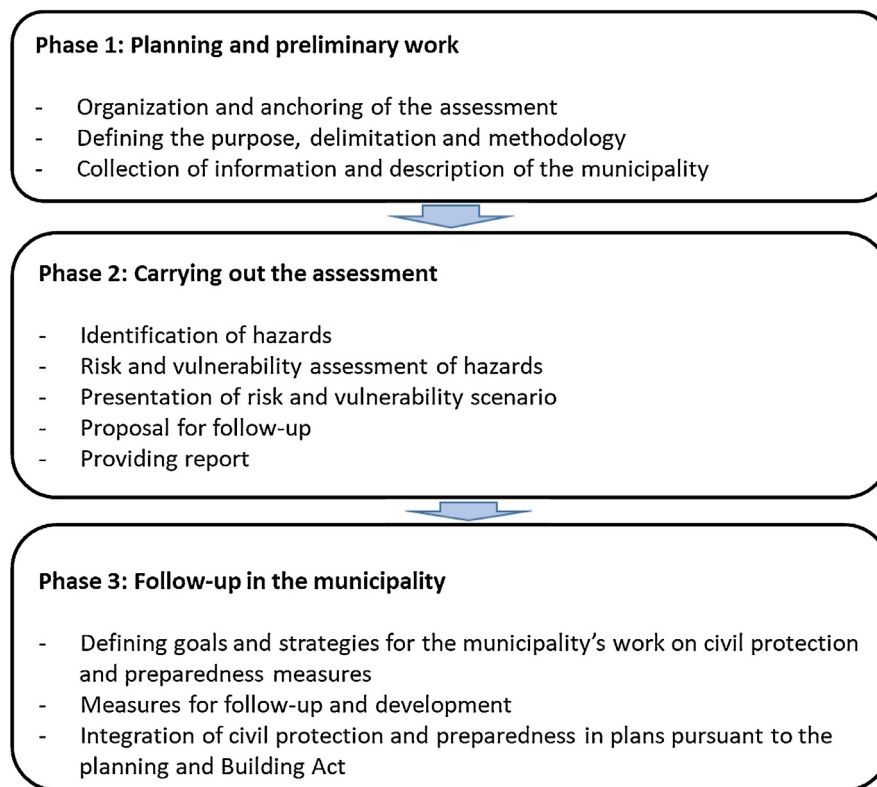 Phase 1: Planning and preliminary work
- Organization and anchoring of the assessment
- Defining the purpose, delimitation and methodology
- Collection of information and description of the municipality
Phase 2: Carrying out the assessment
- Identification of hazards
- Risk and vulnerability assessment of hazards
- Presentation of risk and vulnerability scenario
- Proposal for follow-up
- Providing report
Phase 3: Follow-up in the municipality
- Defining goals and strategies for the municipality's work on civil protection
and preparedness measures
- Measures for follow-up and development
- Integration of civil protection and preparedness in plans pursuant to the
planning and Building Act